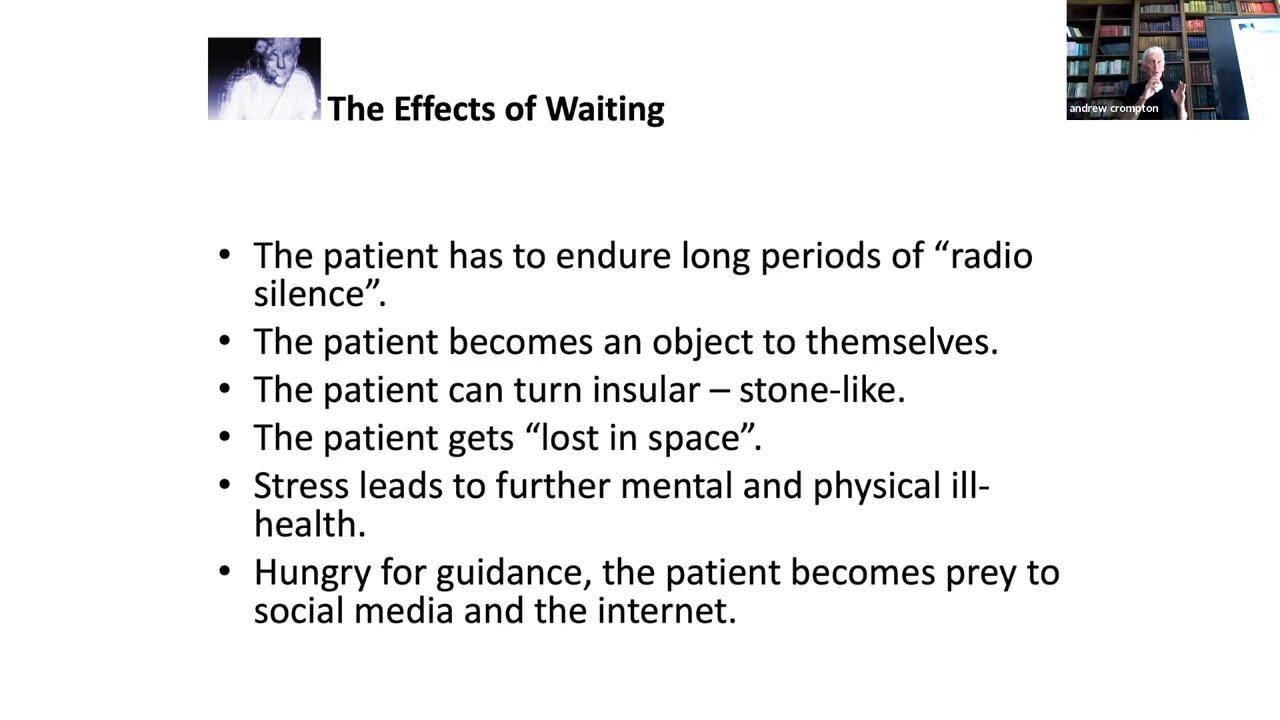 The Effects of Waiting
andrew crompton
• The patient has to endure long periods of “radio
silence”.
• The patient becomes an object to themselves.
• The patient can turn insular – stone-like.
• The patient gets “lost in space”.
• Stress leads to further mental and physical ill-
health.
• Hungry for guidance, the patient becomes prey to
social media and the internet.